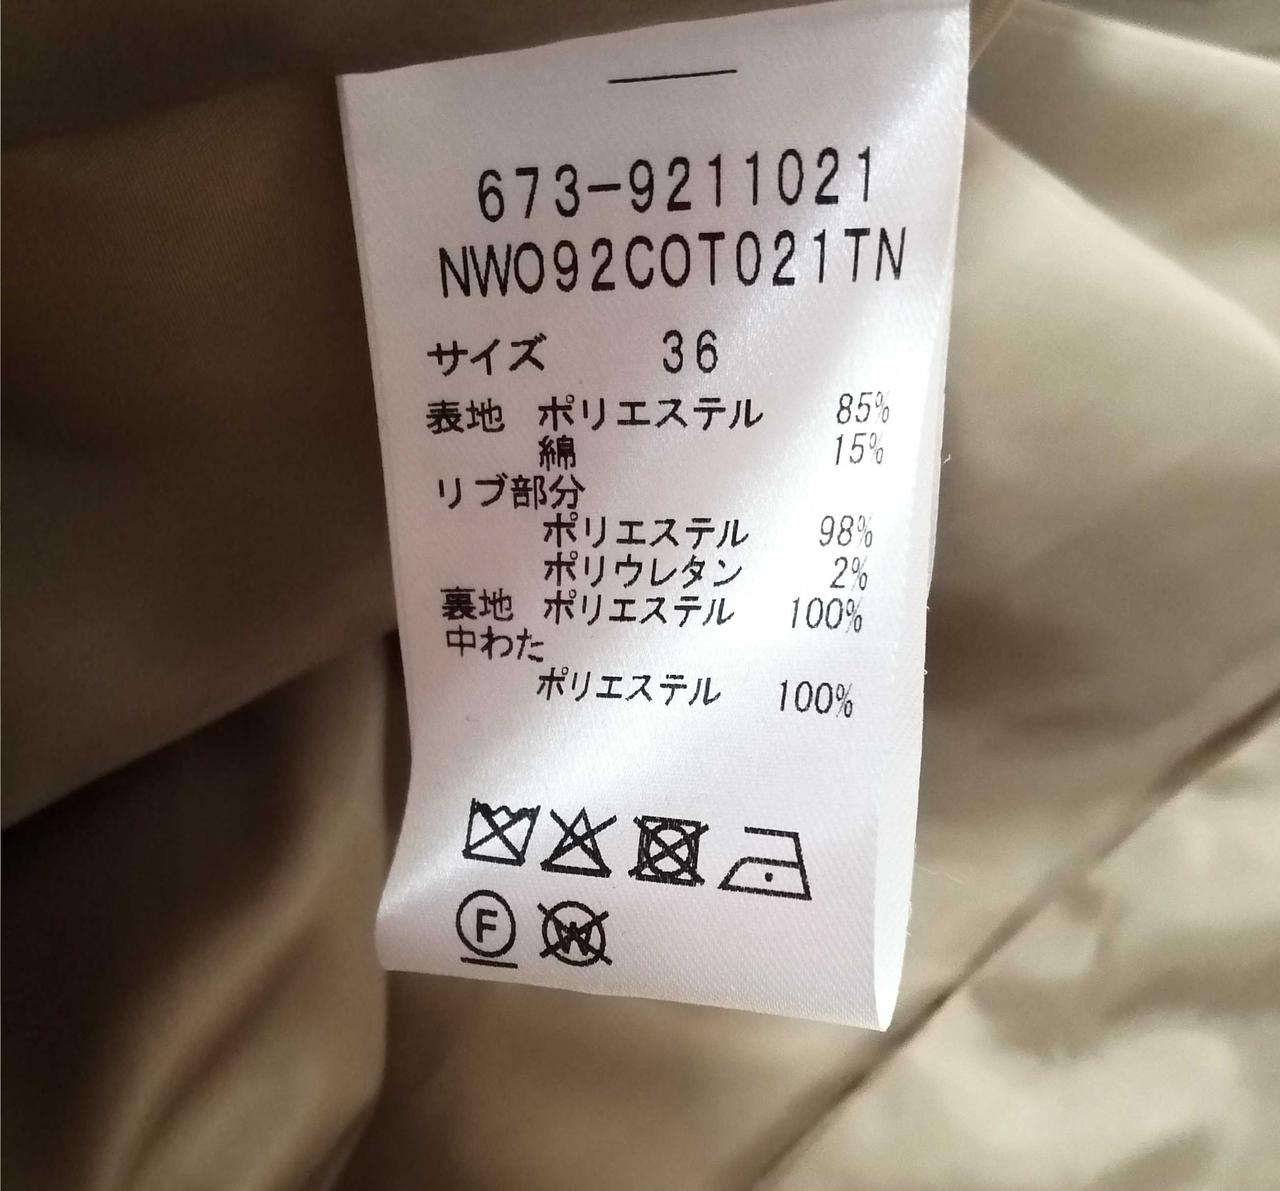 673-9211021
NW092COT021TN
サイズ 36
表地 ポリエステル 85%
綿 15%
リブ部分
ポリエステル 98%
ポリウレタン 2%
裏地 ポリエステル 100%
中わた
ポリエステル 100%
F W